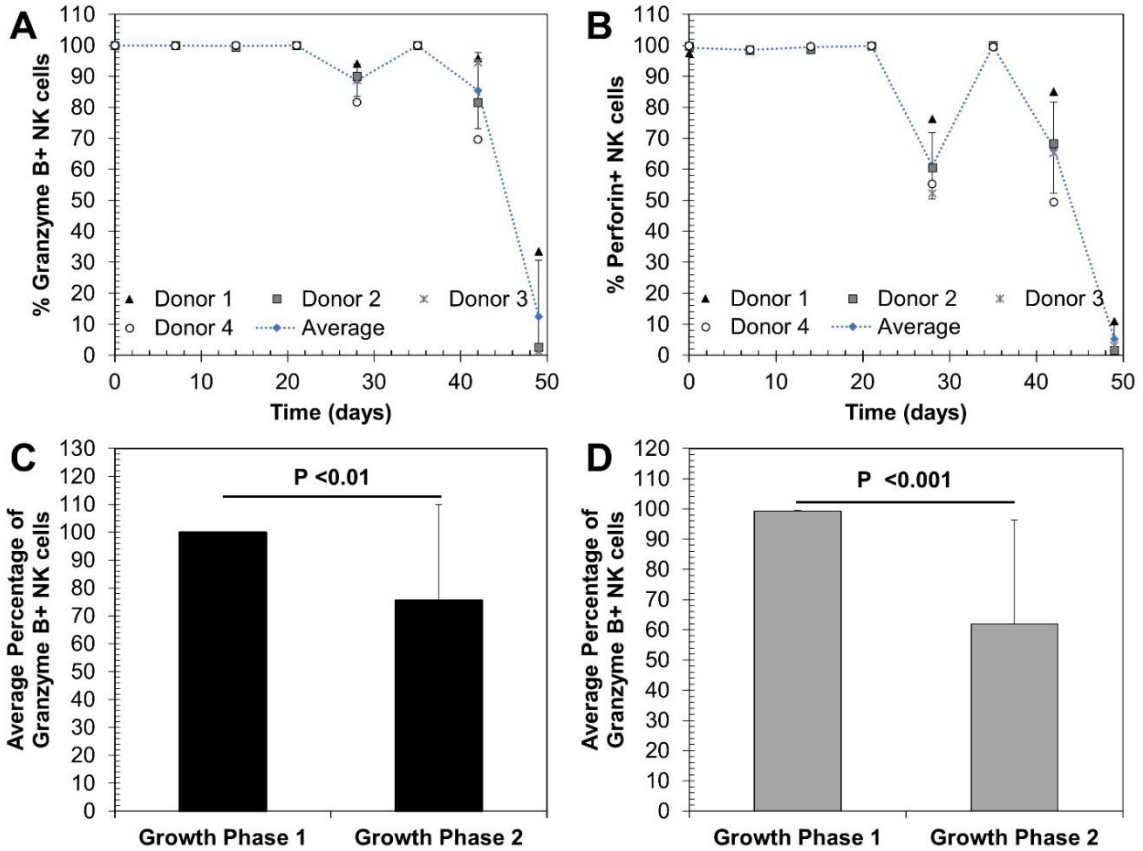 A
% Granzyme B+ NK cells
100
90
80
70
60
50
40
30
20
10
0
▲ Donor 1 ■ Donor 2 Donor 3
○ Donor 4 Average
0 10 20 30 40 50
Time (days)
B
% Perforin+ NK cells
100
90
80
70
60
50
40
30
20
10
0
▲ Donor 1 ■ Donor 2 Donor 3
○ Donor 4 Average
0 10 20 30 40 50
Time (days)
C
Average Percentage of
Granzyme B+ NK cells
130
120
110
100
90
80
70
60
50
40
30
20
10
0
P <0.01
Growth Phase 1 Growth Phase 2
D
Average Percentage of
Granzyme B+ NK cells
120
110
100
90
80
70
60
50
40
30
20
10
0
P <0.001
Growth Phase 1 Growth Phase 2